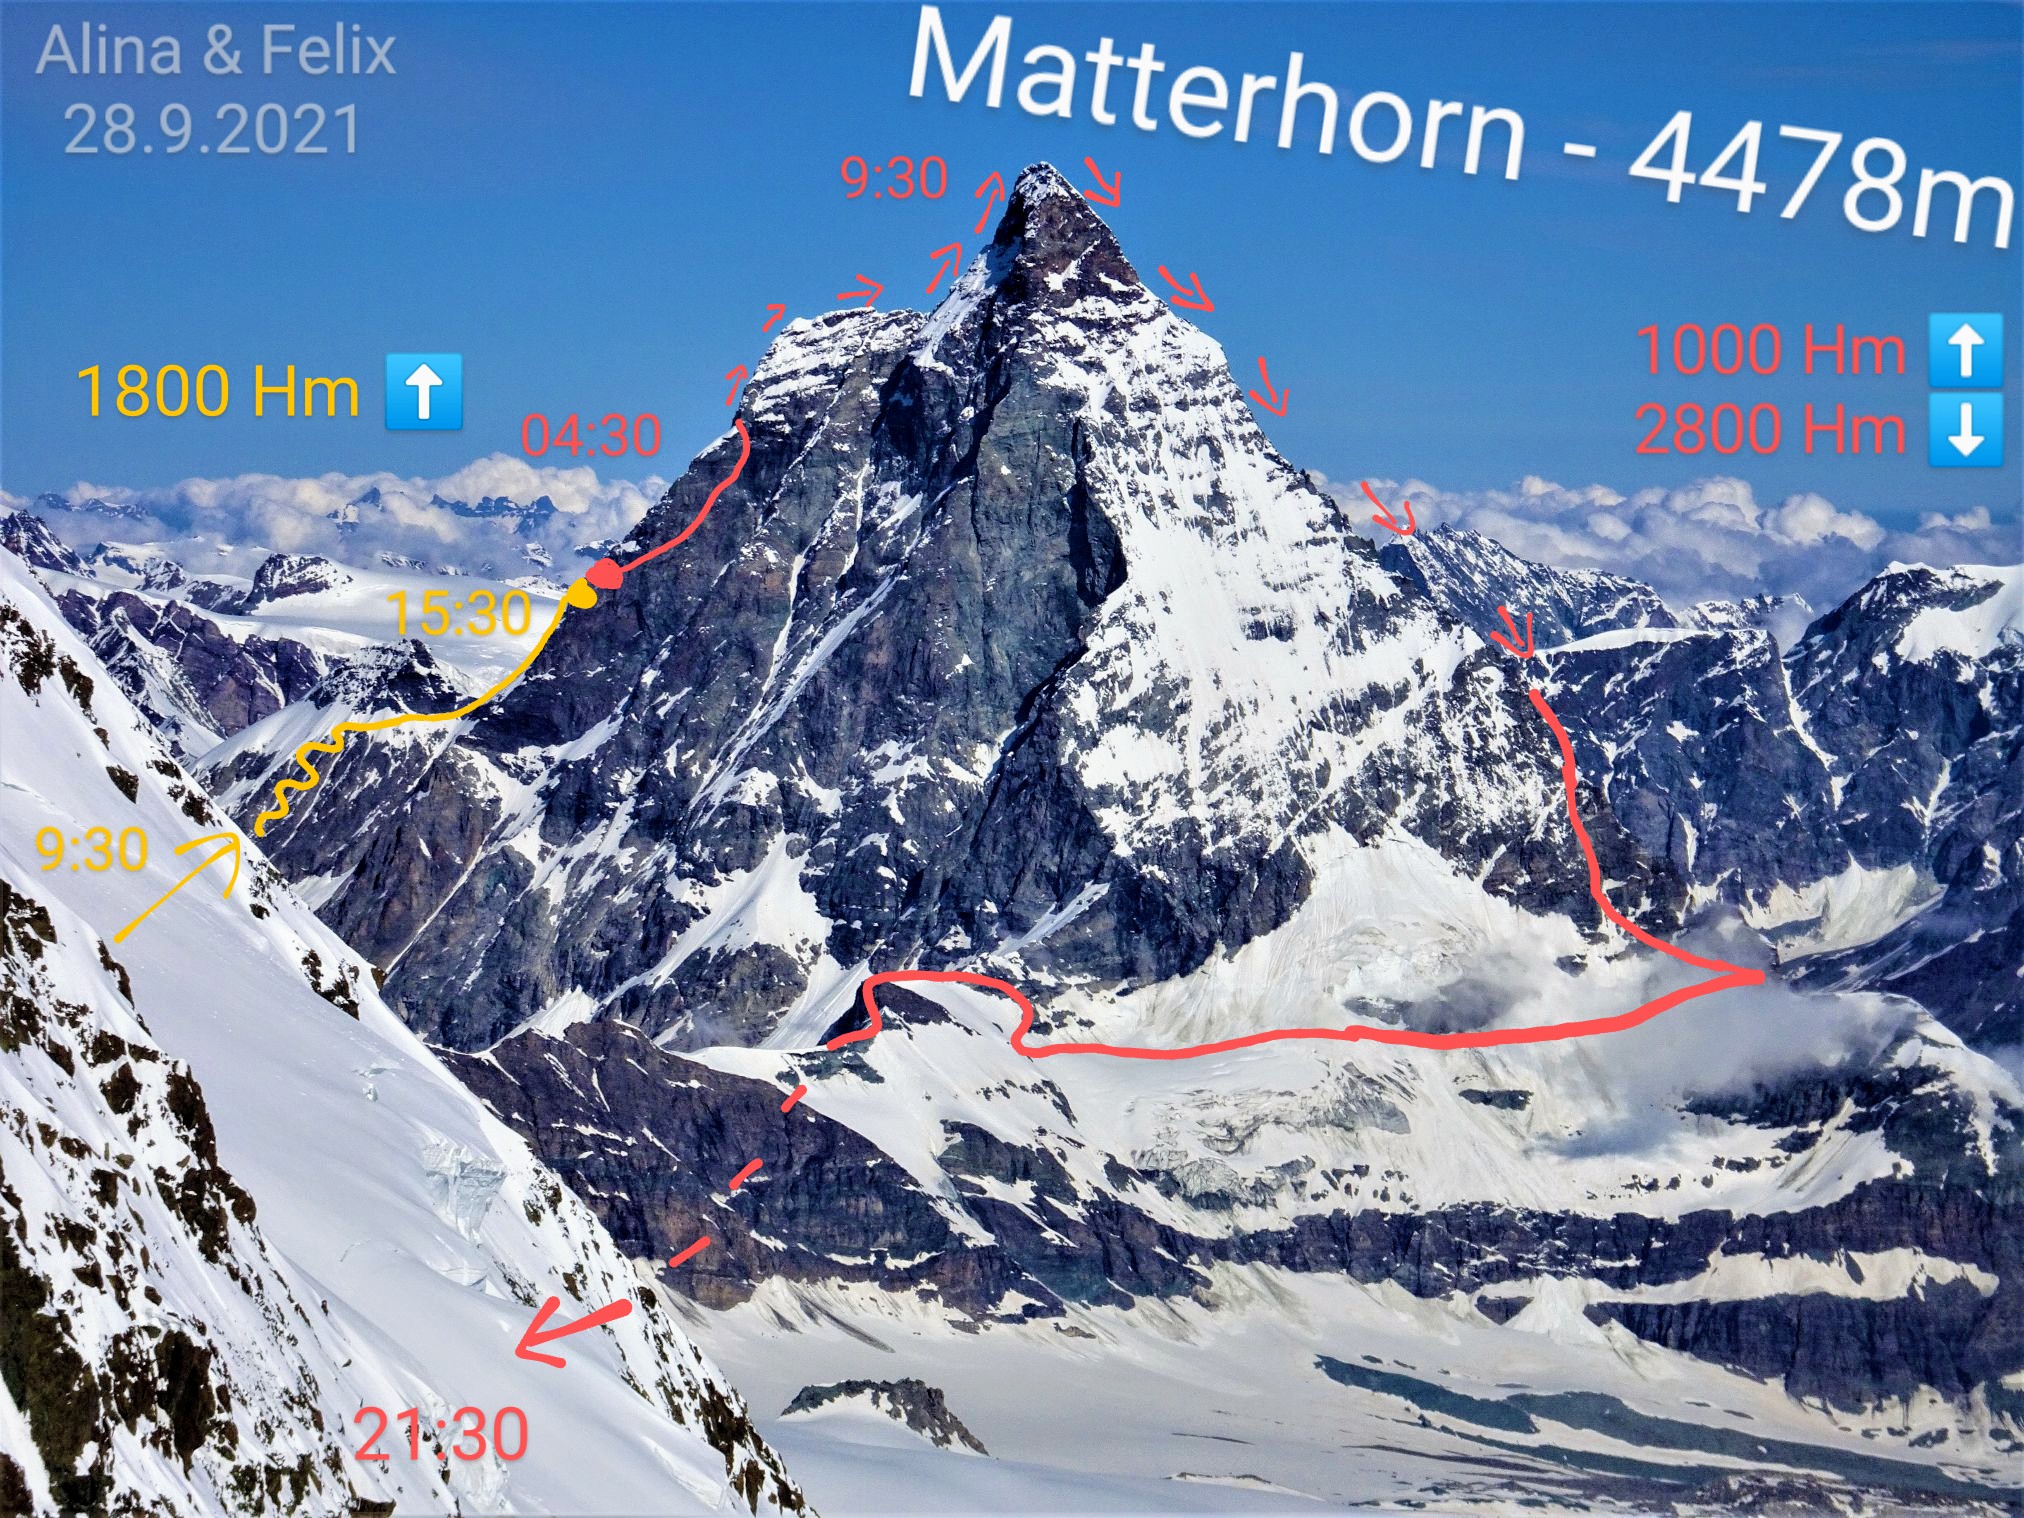 Alina & Felix
28.9.2021
Matterhorn - 4478m
9:30
1800 Hm ⬆️
04:30
1000 Hm ⬆️
2800 Hm ⬇️
15:30
9:30
21:30